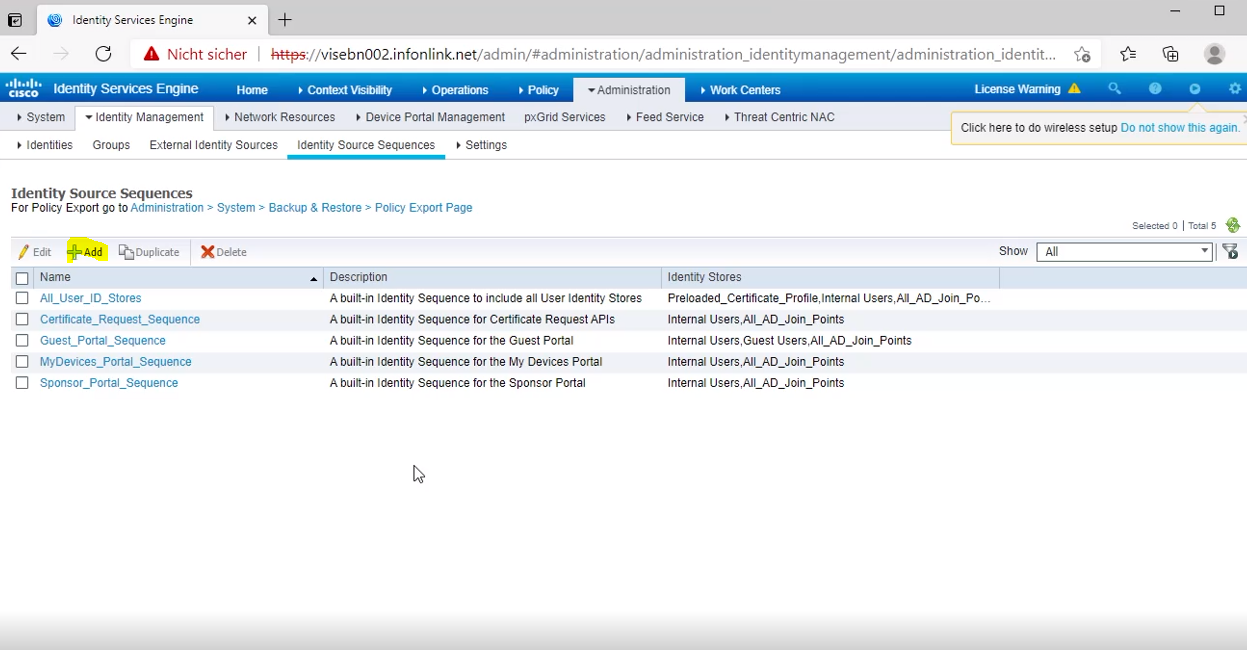 Identity Services Engine
Nicht sicher https://visebn002.infonlink.net/admin/#administration/administration_identitymanagement/administration_identit...
cisco Identity Services Engine Home Context Visibility Operations Policy Administration Work Centers License Warning
System Identity Management Network Resources Device Portal Management pxGrid Services Feed Service Threat Centric NAC
Click here to do wireless setup Do not show this again.
Identities Groups External Identity Sources Identity Source Sequences Settings
Identity Source Sequences
For Policy Export go to Administration > System > Backup & Restore > Policy Export Page
Selected 0 | Total 5
Edit Add Duplicate Delete Show All
Name Description Identity Stores
All_User_ID_Stores A built-in Identity Sequence to include all User Identity Stores Preloaded_Certificate_Profile,Internal Users,All_AD_Join_Po...
Certificate_Request_Sequence A built-in Identity Sequence for Certificate Request APIs Internal Users,All_AD_Join_Points
Guest_Portal_Sequence A built-in Identity Sequence for the Guest Portal Internal Users,Guest Users,All_AD_Join_Points
MyDevices_Portal_Sequence A built-in Identity Sequence for the My Devices Portal Internal Users,All_AD_Join_Points
Sponsor_Portal_Sequence A built-in Identity Sequence for the Sponsor Portal Internal Users,All_AD_Join_Points